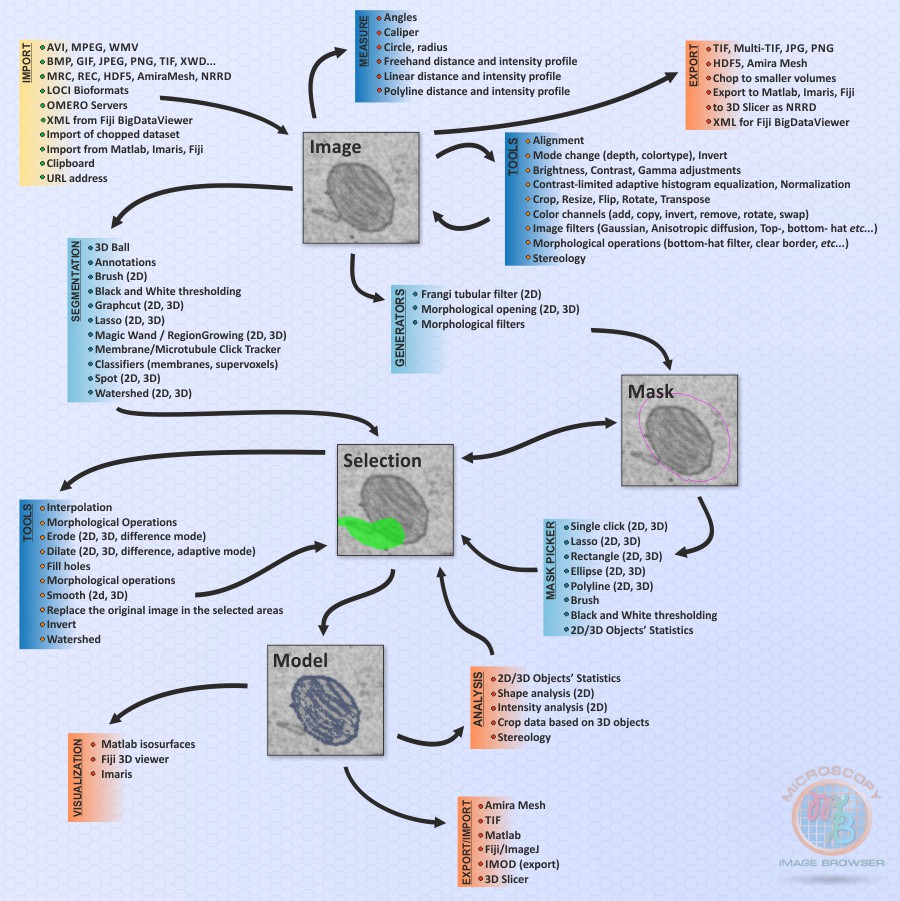 IMPORT
AVI, MPEG, WMV
BMP, GIF, JPEG, PNG, TIF, XWD...
MRC, REC, HDF5, AmiraMesh, NRRD
LOCI Bioformats
OMERO Servers
XML from Fiji BigDataViewer
Import of chopped dataset
Import from Matlab, Imaris, Fiji
Clipboard
URL address
MEASURE
Angles
Caliper
Circle, radius
Freehand distance and intensity profile
Linear distance and intensity profile
Polyline distance and intensity profile
EXPORT
TIF, Multi-TIF, JPG, PNG
HDF5, Amira Mesh
Chop to smaller volumes
Export to Matlab, Imaris, Fiji
to 3D Slicer as NRRD
XML for Fiji BigDataViewer
Image
TOOLS
Alignment
Mode change (depth, colortype), Invert
Brightness, Contrast, Gamma adjustments
Contrast-limited adaptive histogram equalization, Normalization
Crop, Resize, Flip, Rotate, Transpose
Color channels (add, copy, invert, remove, rotate, swap)
Image filters (Gaussian, Anisotropic diffusion, Top-, bottom- hat etc...)
Morphological operations (bottom-hat filter, clear border, etc...)
Stereology
SEGMENTATION
3D Ball
Annotations
Brush (2D)
Black and White thresholding
Graphcut (2D, 3D)
Lasso (2D, 3D)
Magic Wand / RegionGrowing (2D, 3D)
Membrane/Microtubule Click Tracker
Classifiers (membranes, supervoxels)
Spot (2D, 3D)
Watershed (2D, 3D)
GENERATORS
Frangi tubular filter (2D)
Morphological opening (2D, 3D)
Morphological filters
Mask
Selection
TOOLS
Interpolation
Morphological Operations
Erode (2D, 3D, difference mode)
Dilate (2D, 3D, difference, adaptive mode)
Fill holes
Morphological operations
Smooth (2d, 3D)
Replace the original image in the selected areas
Invert
Watershed
MASK PICKER
Single click (2D, 3D)
Lasso (2D, 3D)
Rectangle (2D, 3D)
Ellipse (2D, 3D)
Polyline (2D, 3D)
Brush
Black and White thresholding
2D/3D Objects' Statistics
Model
ANALYSIS
2D/3D Objects' Statistics
Shape analysis (2D)
Intensity analysis (2D)
Crop data based on 3D objects
Stereology
VISUALIZATION
Matlab isosurfaces
Fiji 3D viewer
Imaris
EXPORT/IMPORT
Amira Mesh
TIF
Matlab
Fiji/ImageJ
IMOD (export)
3D Slicer
MICROSCOPY
IMAGE BROWSER